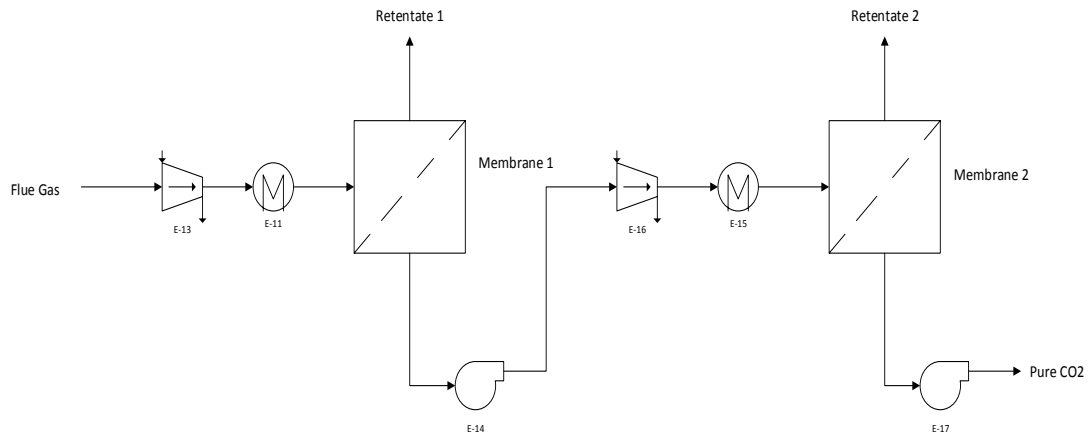 Retentate 1
Retentate 2
Membrane 1
Membrane 2
Flue Gas
E-13
E-11
E-16
E-15
Pure CO2
E-14
E-17